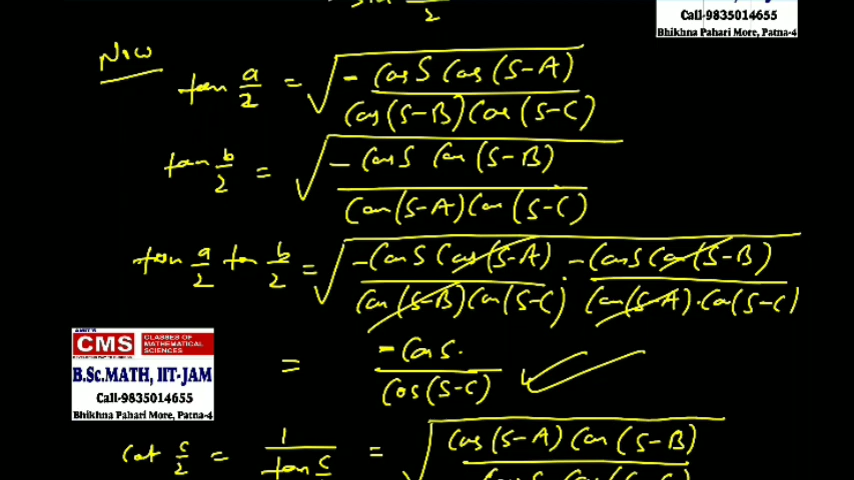 sin 2
Call-9835014655
Bhikhna Pahari More, Patna-4
Now
tan a/2 = √(- Cos S Cos (S-A) / Cos (S-B) Cos (S-C))
tan b/2 = √(- Cos S Cos (S-B) / Cos (S-A) Cos (S-C))
tan a/2 tan b/2 = √(- Cos S Cos (S-A) / Cos (S-B) Cos (S-C) . - Cos S Cos (S-B) / Cos (S-A) . Cos (S-C))
= - Cos S. / Cos (S-C)
CMS CLASSES OF MATHEMATICAL SCIENCES
B.Sc.MATH, IIT-JAM
Call-9835014655
Bhikhna Pahari More, Patna-4
Cot c/2 = 1 / tan c = √(Cos (S-A) Cos (S-B) /